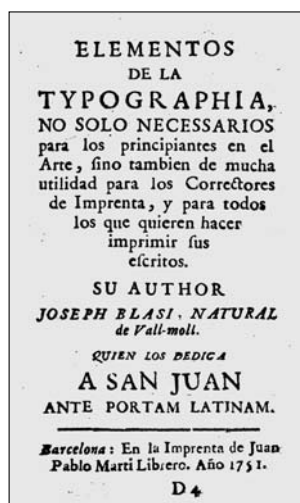 ELEMENTOS
DE LA
TYPOGRAPHIA,
NO SOLO NECESSARIOS
para los principiantes en el
Arte, ſino tambien de mucha
utilidad para los Correctores
de Imprenta, y para todos
los que quieren hacer
imprimir ſus
eſcritos.
SU AUTHOR
JOSEPH BLASI, NATURAL
de Vall-moll.
QUIEN LOS DEDICA
A SAN JUAN
ANTE PORTAM LATINAM.
Barcelona: En la Imprenta de Juan
Pablo Marti Librero. Año 1751.
D4